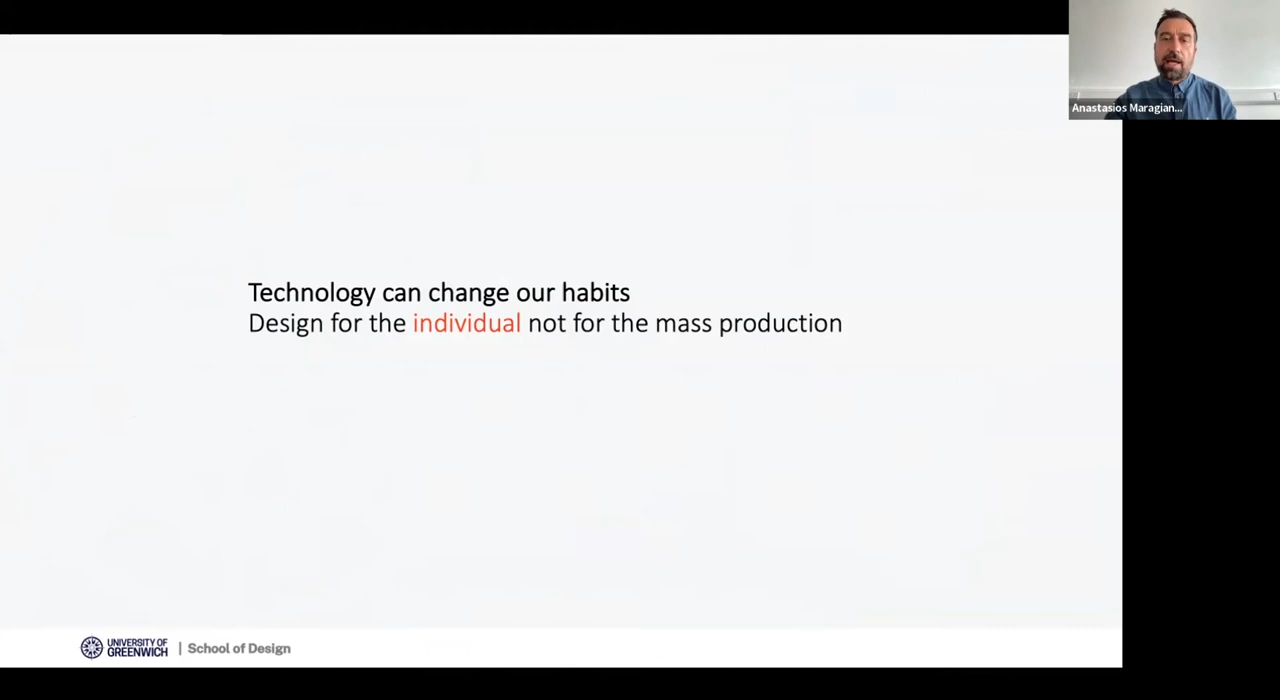 Anastasios Maragian...
Technology can change our habits
Design for the individual not for the mass production
UNIVERSITY OF
GREENWICH | School of Design